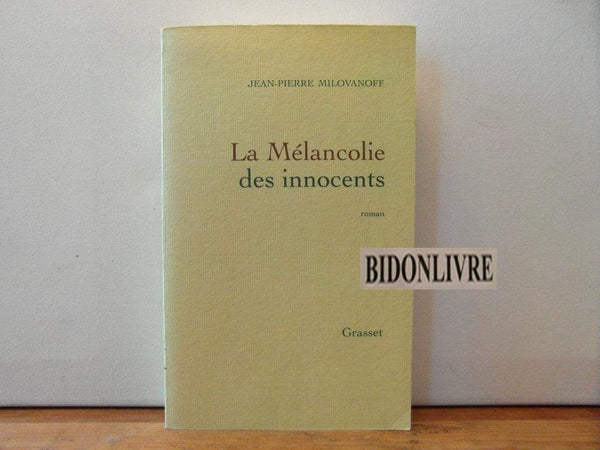 JEAN-PIERRE MILOVANOFF
La Mélancolie
des innocents
roman
BIDONLIVRE
Grasset